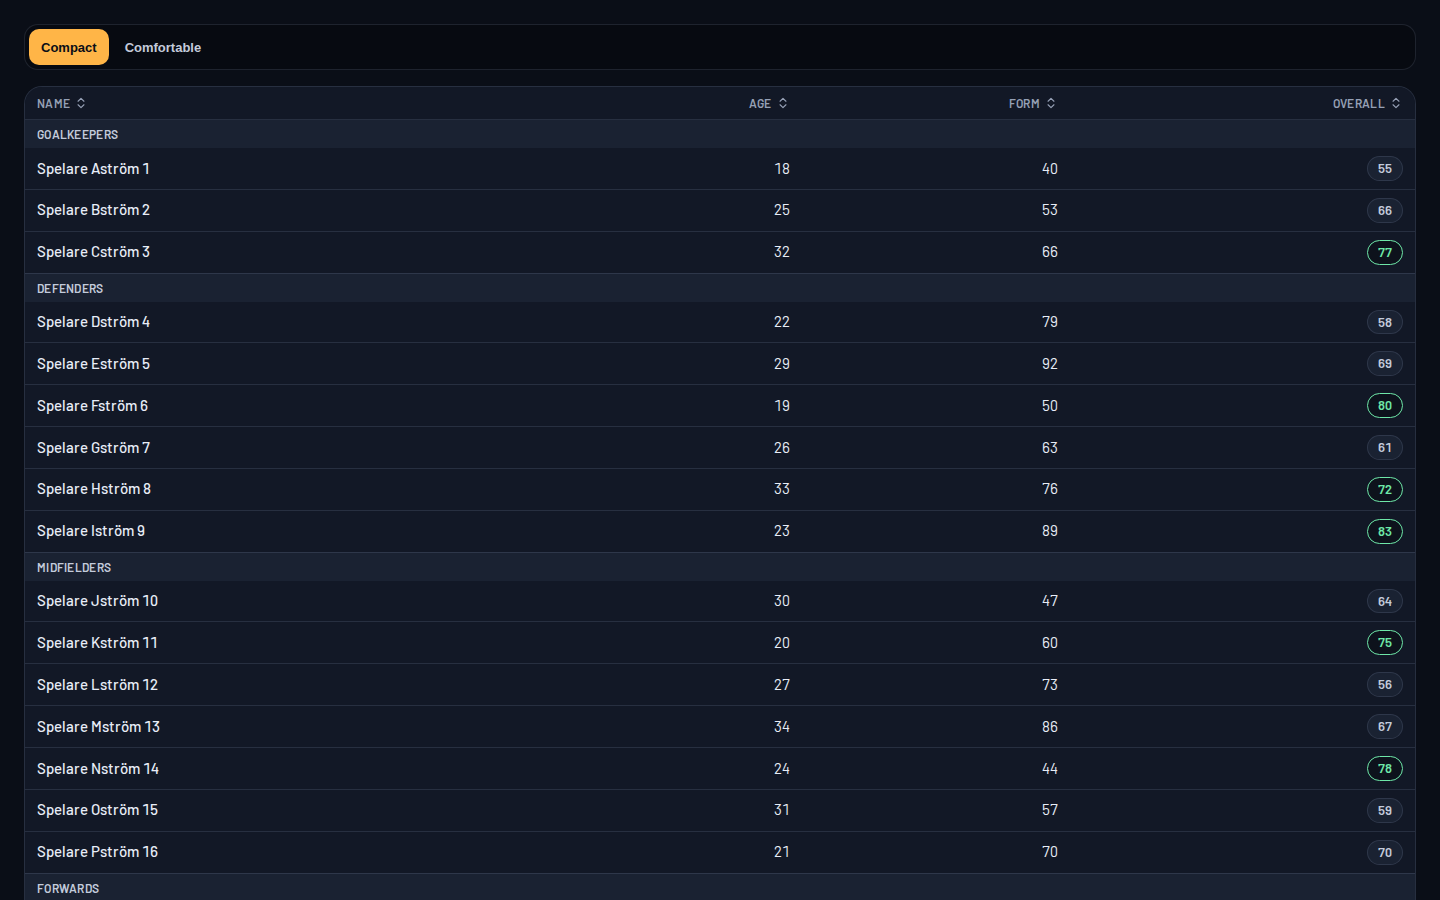 Compact Comfortable
NAME AGE FORM OVERALL
GOALKEEPERS
Spelare Aström 1 18 40 55
Spelare Bström 2 25 53 66
Spelare Cström 3 32 66 77
DEFENDERS
Spelare Dström 4 22 79 58
Spelare Eström 5 29 92 69
Spelare Fström 6 19 50 80
Spelare Gström 7 26 63 61
Spelare Hström 8 33 76 72
Spelare Iström 9 23 89 83
MIDFIELDERS
Spelare Jström 10 30 47 64
Spelare Kström 11 20 60 75
Spelare Lström 12 27 73 56
Spelare Mström 13 34 86 67
Spelare Nström 14 24 44 78
Spelare Oström 15 31 57 59
Spelare Pström 16 21 70 70
FORWARDS